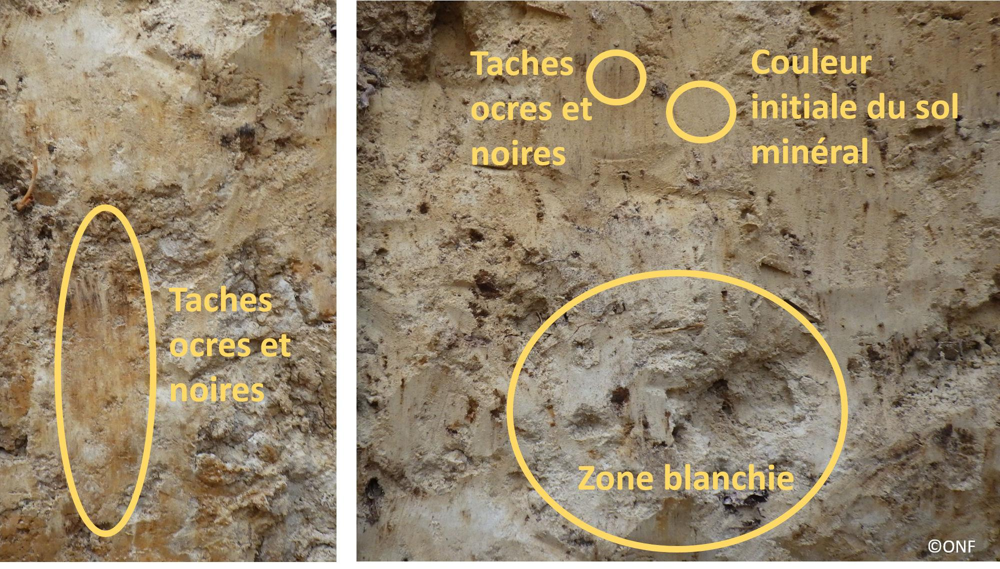 Taches
ocres et
noires
Taches
ocres et
noires
Couleur
initiale du sol
minéral
Zone blanchie
©ONF